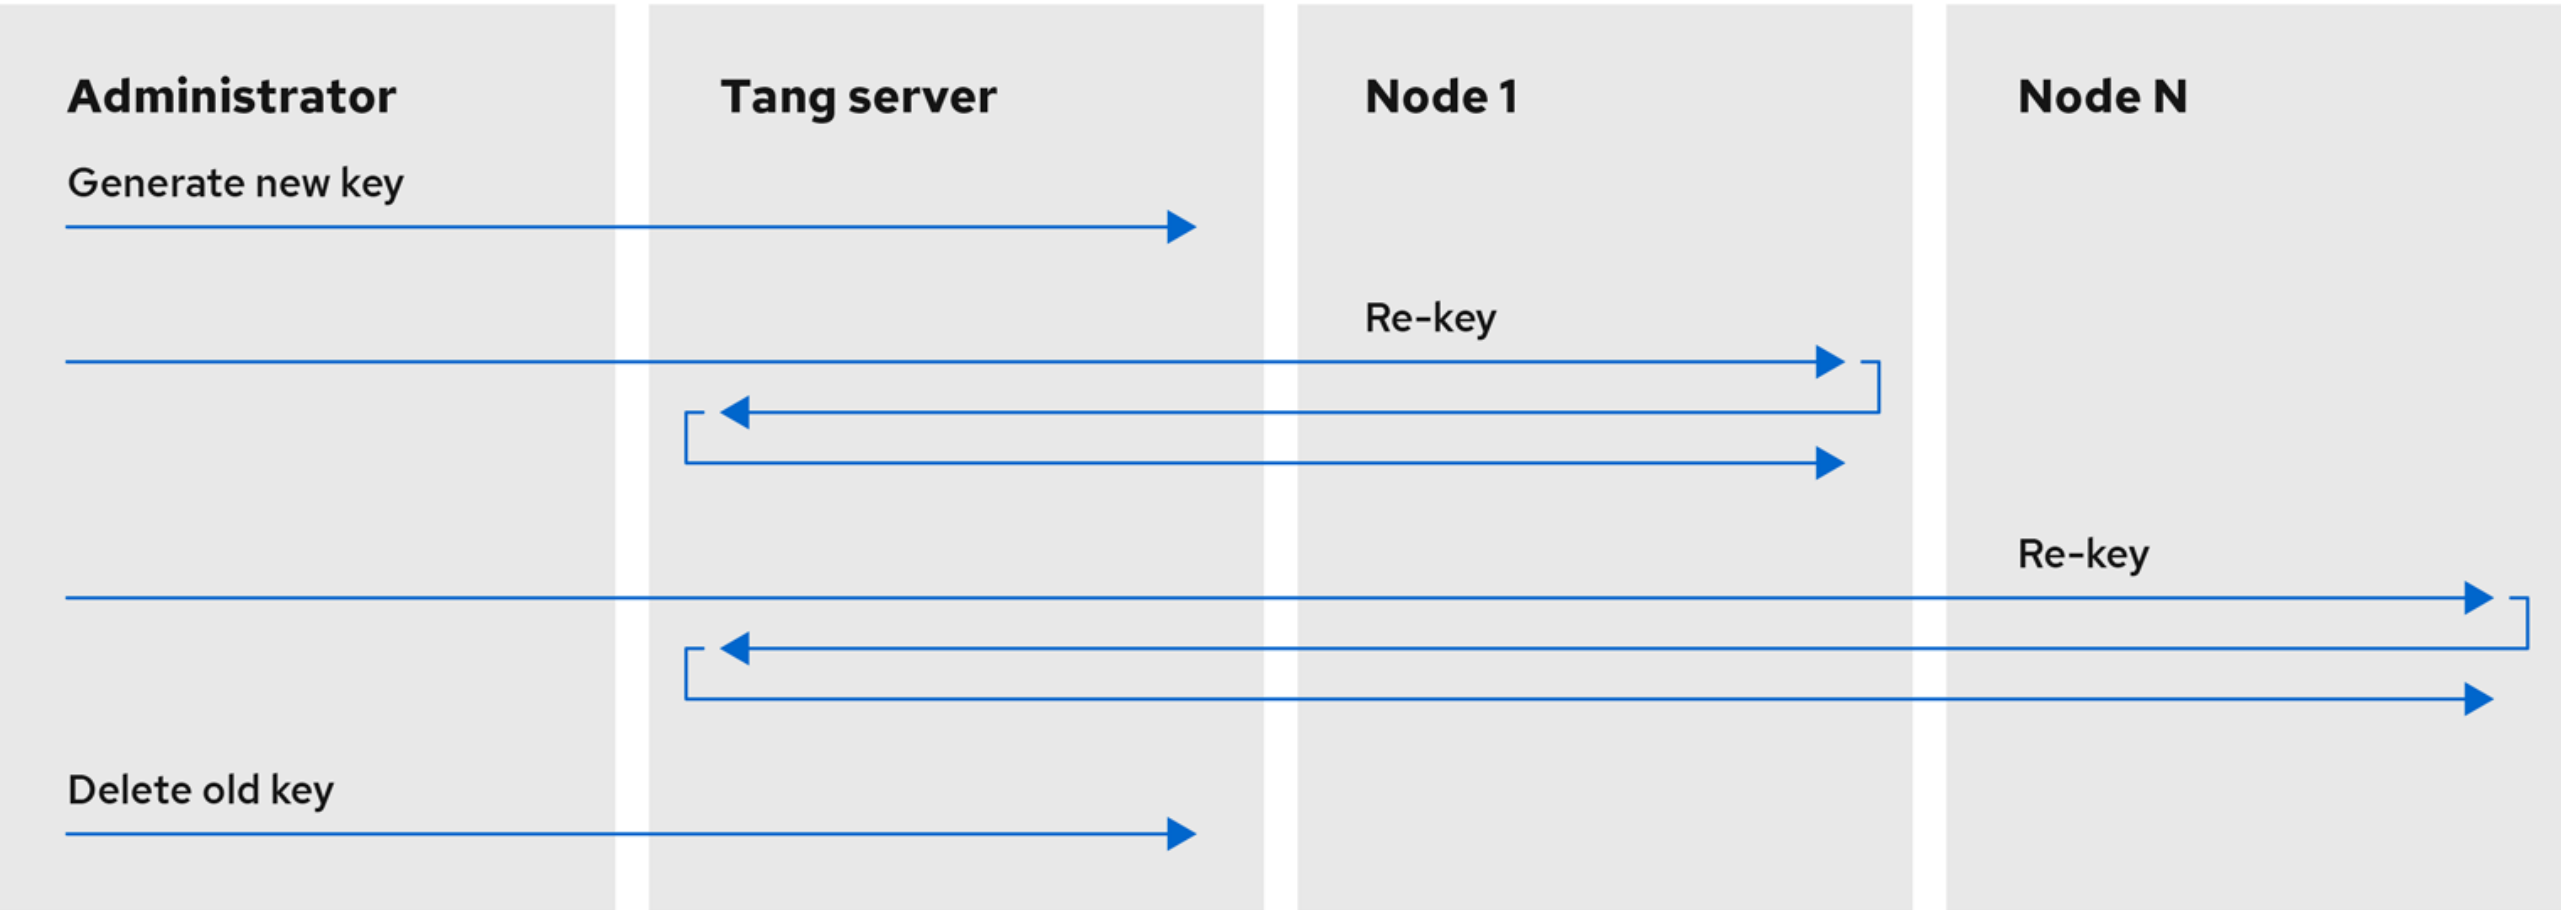 Administrator
Tang server
Node 1
Node N
Generate new key
Re-key
Re-key
Delete old key